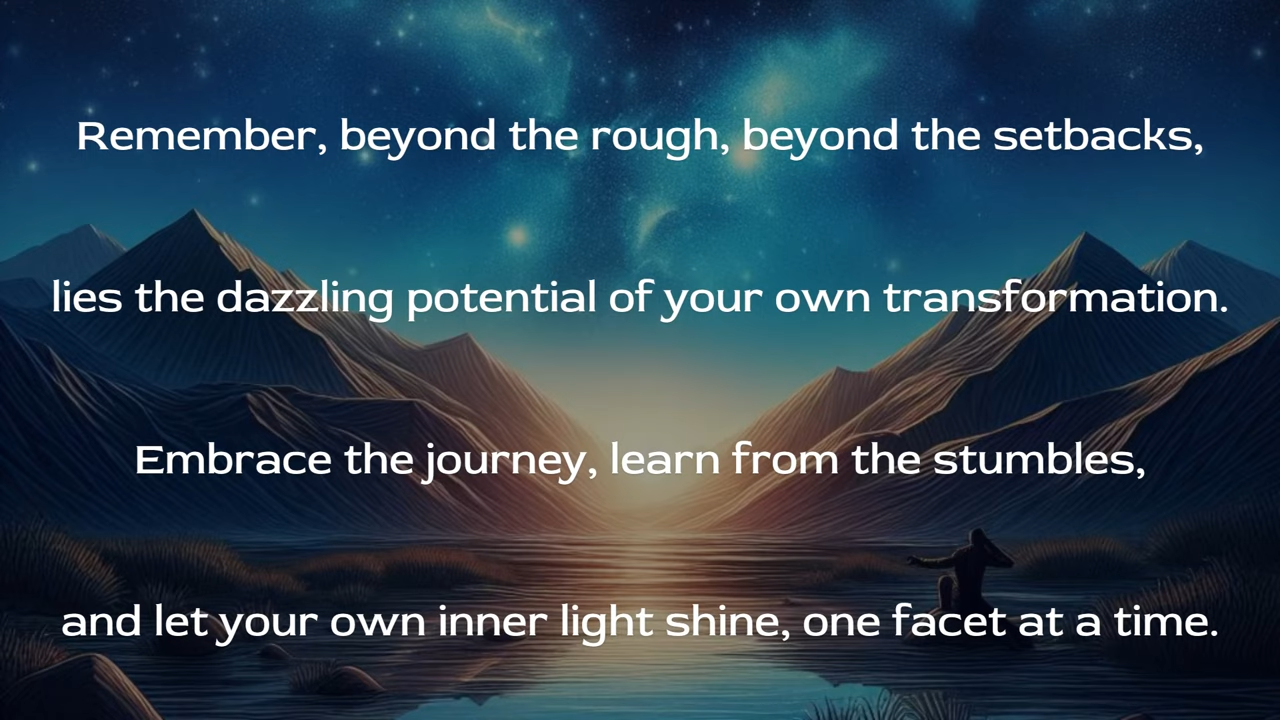 Remember, beyond the rough, beyond the setbacks,
lies the dazzling potential of your own transformation.
Embrace the journey, learn from the stumbles,
and let your own inner light shine, one facet at a time.